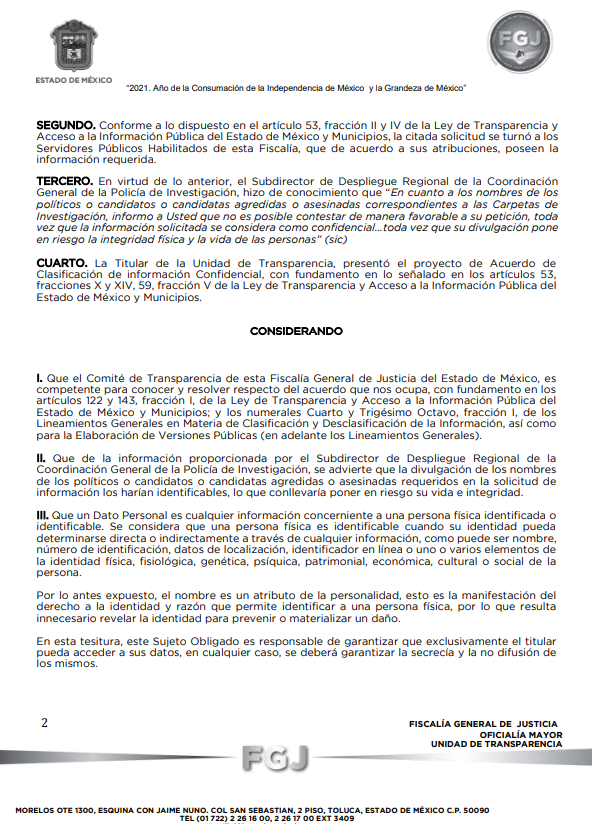 ESTADO DE MÉXICO
FGJ
“2021. Año de la Consumación de la Independencia de México y la Grandeza de México”
SEGUNDO. Conforme a lo dispuesto en el artículo 53, fracción II y IV de la Ley de Transparencia y
Acceso a la Información Pública del Estado de México y Municipios, la citada solicitud se turnó a los
Servidores Públicos Habilitados de esta Fiscalía, que de acuerdo a sus atribuciones, poseen la
información requerida.
TERCERO. En virtud de lo anterior, el Subdirector de Despliegue Regional de la Coordinación
General de la Policía de Investigación, hizo de conocimiento que “En cuanto a los nombres de los
políticos o candidatos o candidatas agredidas o asesinadas correspondientes a las Carpetas de
Investigación, informo a Usted que no es posible contestar de manera favorable a su petición, toda
vez que la información solicitada se considera como confidencial...toda vez que su divulgación pone
en riesgo la integridad física y la vida de las personas” (sic)
CUARTO. La Titular de la Unidad de Transparencia, presentó el proyecto de Acuerdo de
Clasificación de información Confidencial, con fundamento en lo señalado en los artículos 53,
fracciones X y XIV, 59, fracción V de la Ley de Transparencia y Acceso a la Información Pública del
Estado de México y Municipios.
CONSIDERANDO
I. Que el Comité de Transparencia de esta Fiscalía General de Justicia del Estado de México, es
competente para conocer y resolver respecto del acuerdo que nos ocupa, con fundamento en los
artículos 122 y 143, fracción I, de la Ley de Transparencia y Acceso a la Información Pública del
Estado de México y Municipios; y los numerales Cuarto y Trigésimo Octavo, fracción I, de los
Lineamientos Generales en Materia de Clasificación y Desclasificación de la Información, así como
para la Elaboración de Versiones Públicas (en adelante los Lineamientos Generales).
II. Que de la información proporcionada por el Subdirector de Despliegue Regional de la
Coordinación General de la Policía de Investigación, se advierte que la divulgación de los nombres
de los políticos o candidatos o candidatas agredidas o asesinadas requeridos en la solicitud de
información los harían identificables, lo que conllevaría poner en riesgo su vida e integridad.
III. Que un Dato Personal es cualquier información concerniente a una persona física identificada o
identificable. Se considera que una persona física es identificable cuando su identidad pueda
determinarse directa o indirectamente a través de cualquier información, como puede ser nombre,
número de identificación, datos de localización, identificador en línea o uno o varios elementos de
la identidad física, fisiológica, genética, psíquica, patrimonial, económica, cultural o social de la
persona.
Por lo antes expuesto, el nombre es un atributo de la personalidad, esto es la manifestación del
derecho a la identidad y razón que permite identificar a una persona física, por lo que resulta
innecesario revelar la identidad para prevenir o materializar un daño.
En esta tesitura, este Sujeto Obligado es responsable de garantizar que exclusivamente el titular
pueda acceder a sus datos, en cualquier caso, se deberá garantizar la secrecía y la no difusión de
los mismos.
2
FISCALÍA GENERAL DE JUSTICIA
OFICIALÍA MAYOR
UNIDAD DE TRANSPARENCIA
FGJ
MORELOS OTE 1300, ESQUINA CON JAIME NUNO. COL SAN SEBASTIAN, 2 PISO, TOLUCA, ESTADO DE MÉXICO C.P. 50090
TEL (01 722) 2 26 16 00, 2 26 17 00 EXT 3409